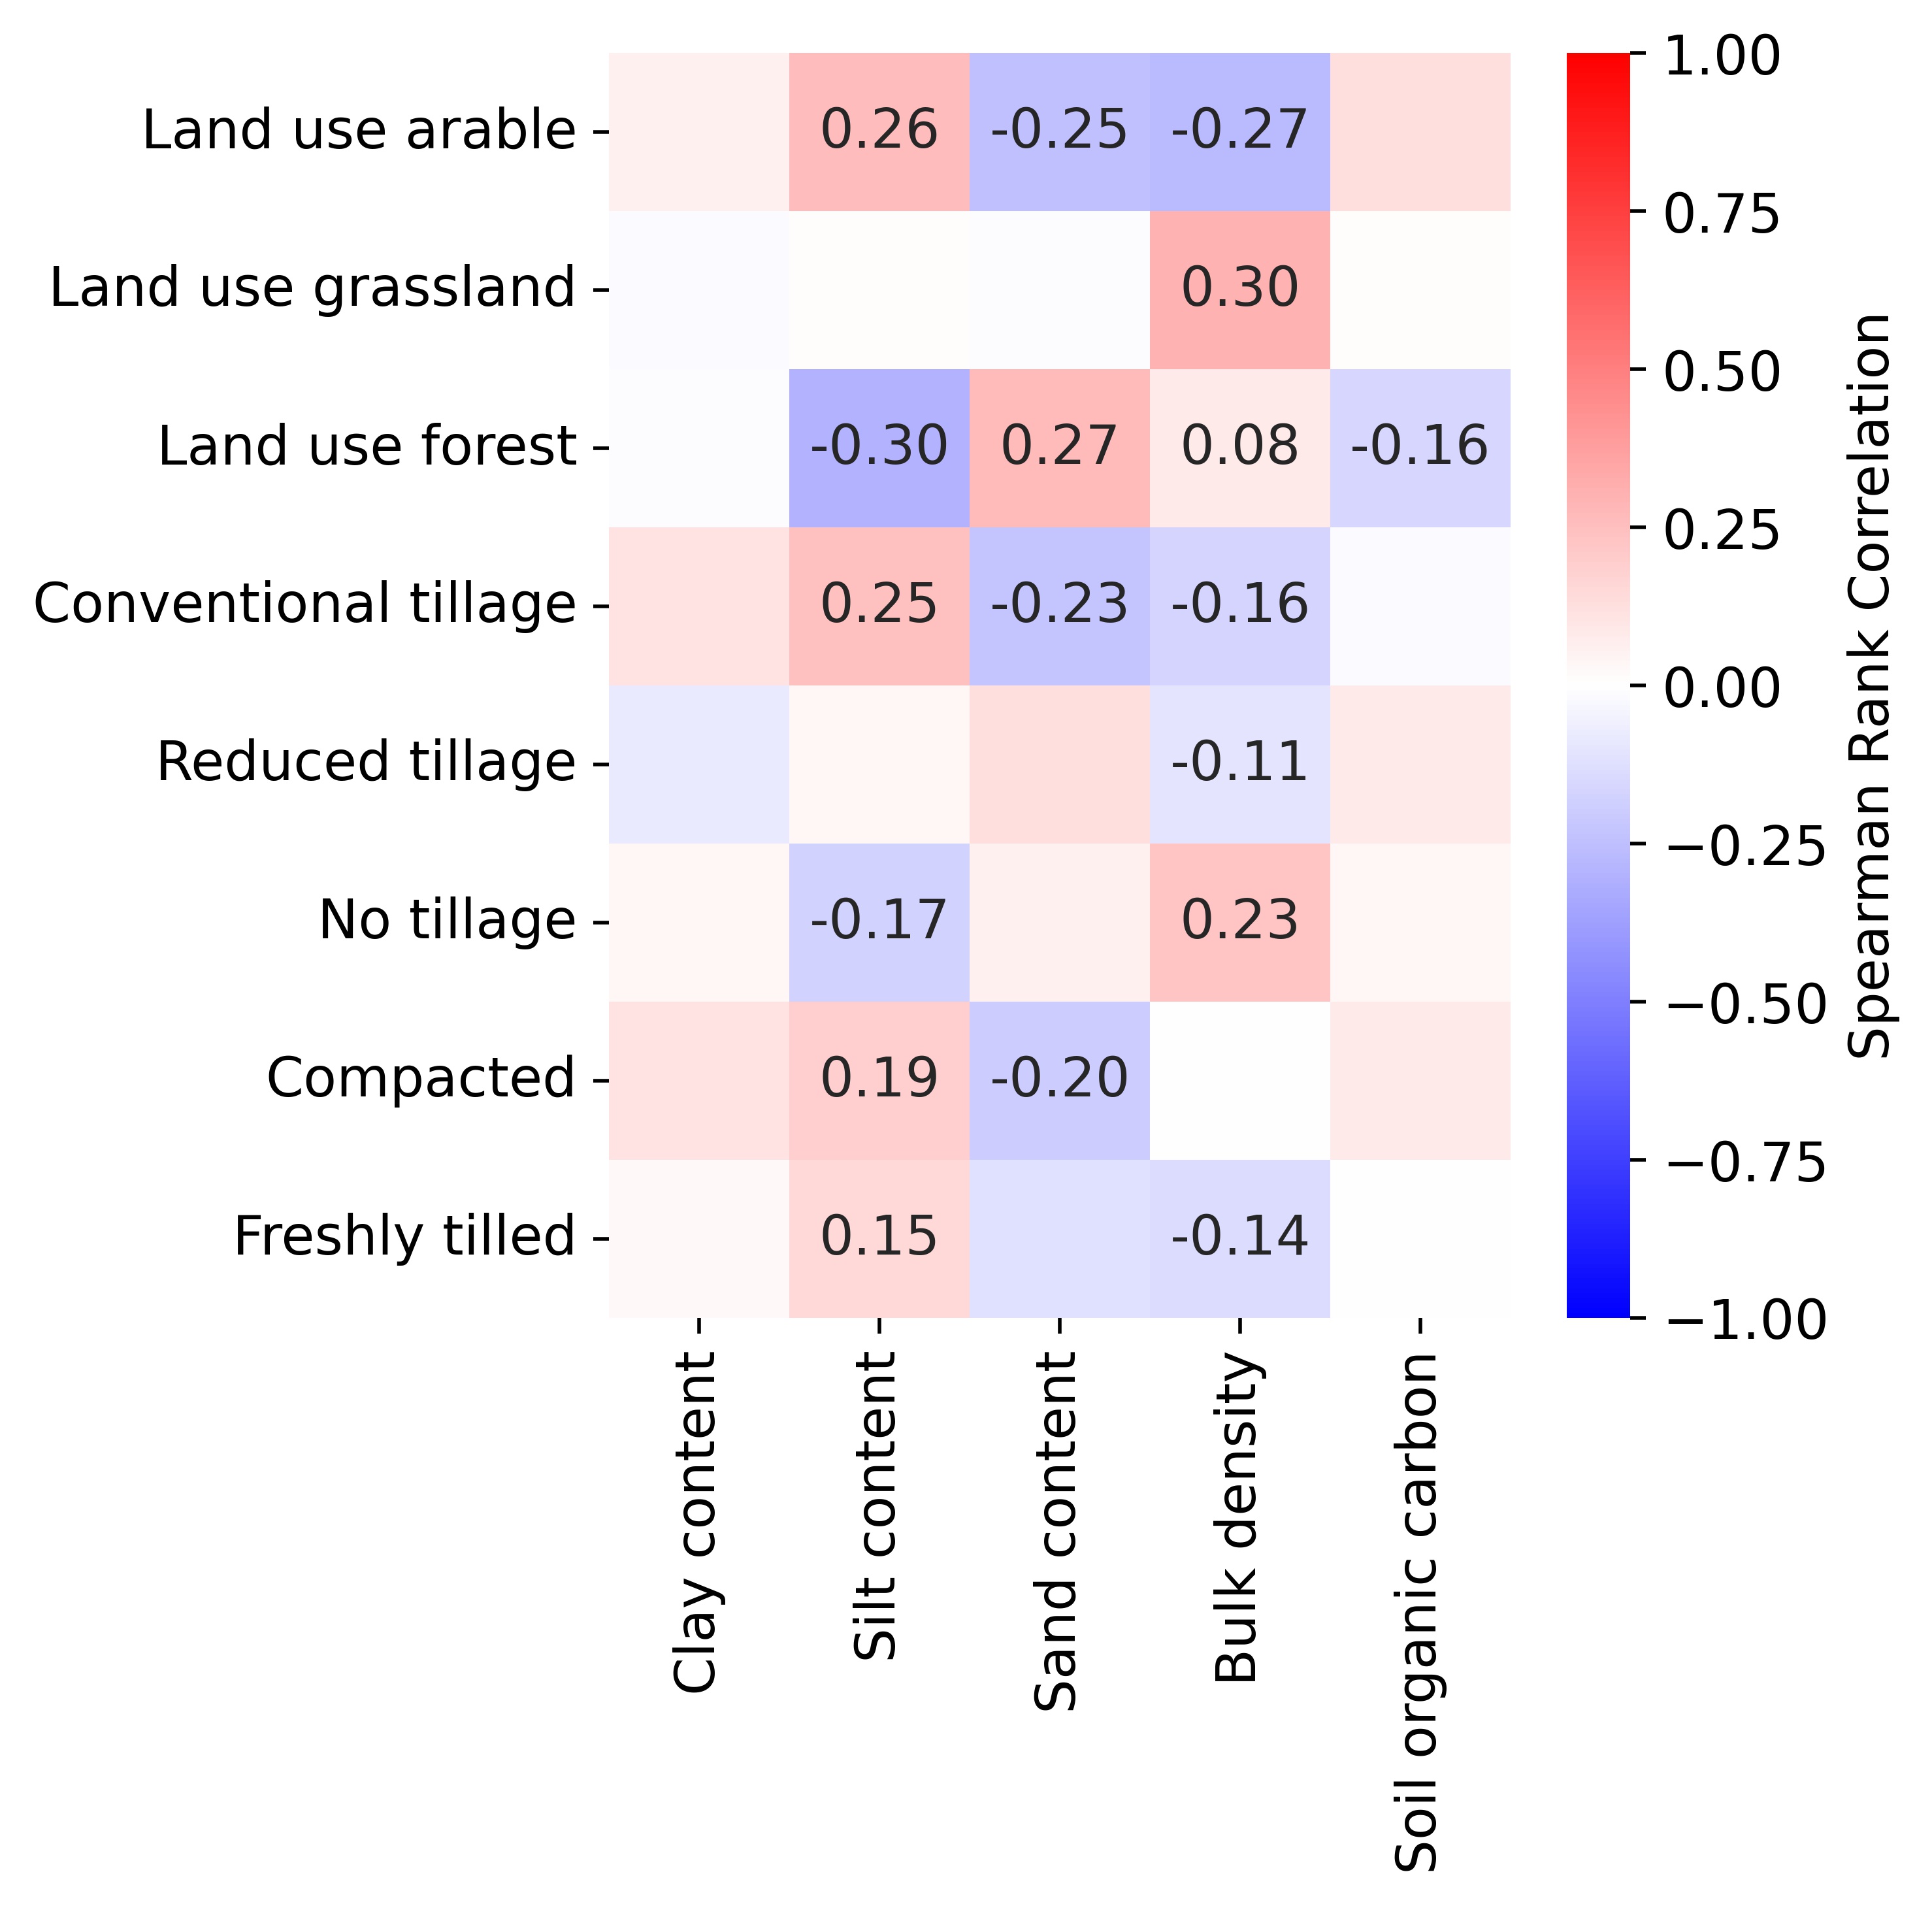 Land use arable
0.26 -0.25 -0.27
Land use grassland
0.30
Land use forest
-0.30 0.27 0.08 -0.16
Conventional tillage
0.25 -0.23 -0.16
Reduced tillage
-0.11
No tillage
-0.17 0.23
Compacted
0.19 -0.20
Freshly tilled
0.15 -0.14
Clay content
Silt content
Sand content
Bulk density
Soil organic carbon
1.00
0.75
0.50
0.25
0.00
−0.25
−0.50
−0.75
−1.00
Spearman Rank Correlation